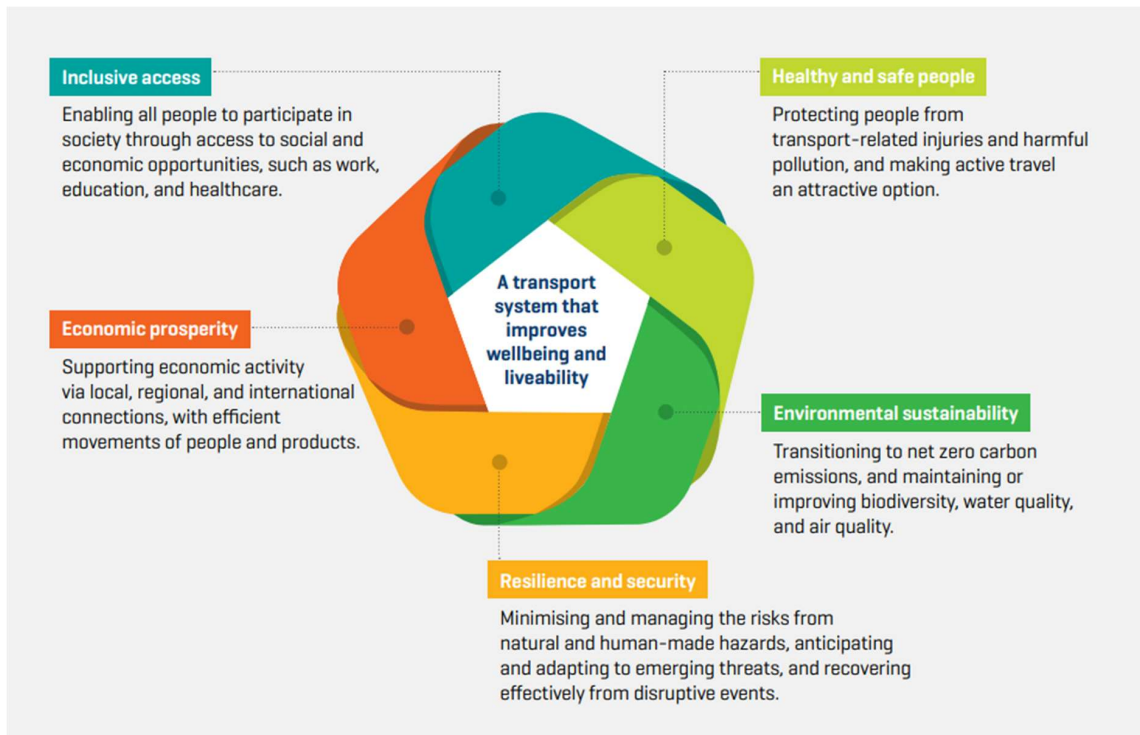 Inclusive access
Enabling all people to participate in
society through access to social and
economic opportunities, such as work,
education, and healthcare.
Healthy and safe people
Protecting people from
transport-related injuries and harmful
pollution, and making active travel
an attractive option.
A transport
system that
improves
wellbeing and
liveability
Economic prosperity
Supporting economic activity
via local, regional, and international
connections, with efficient
movements of people and products.
Environmental sustainability
Transitioning to net zero carbon
emissions, and maintaining or
improving biodiversity, water quality,
and air quality.
Resilience and security
Minimising and managing the risks from
natural and human-made hazards, anticipating
and adapting to emerging threats, and recovering
effectively from disruptive events.